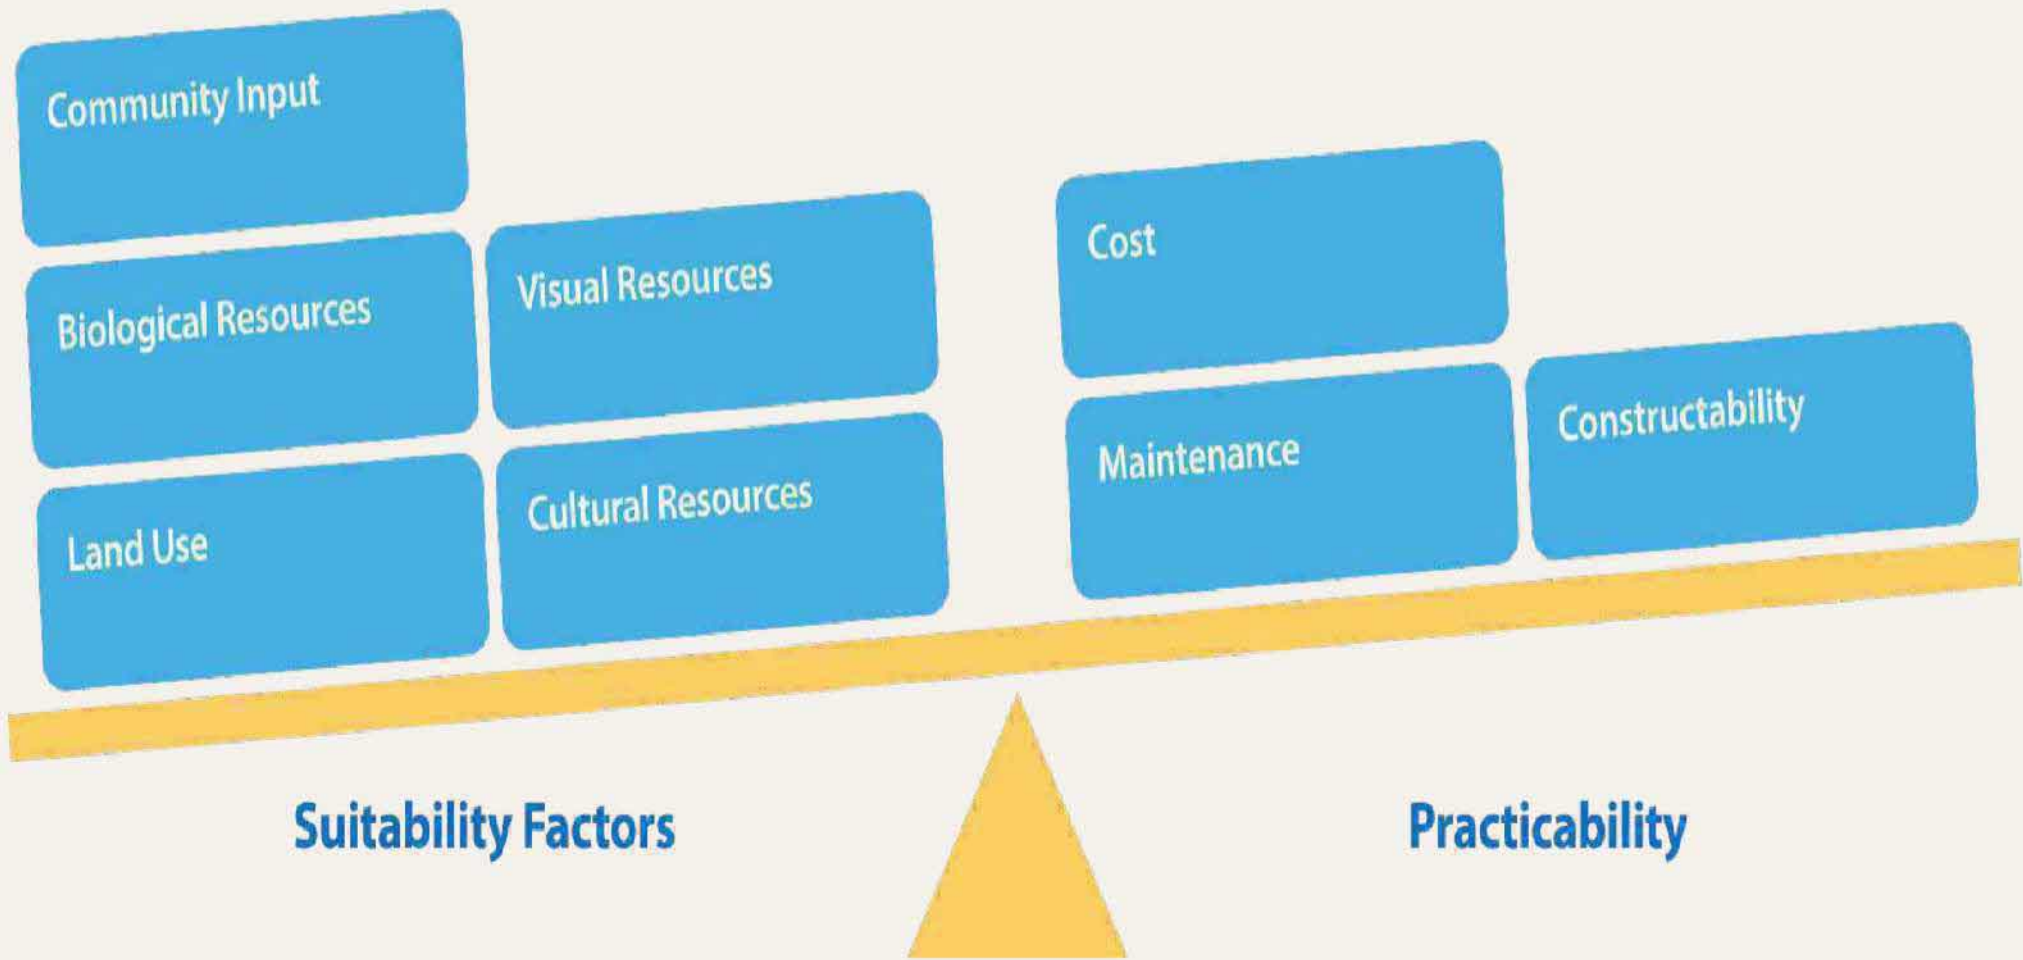 Community Input
Biological Resources
Visual Resources
Land Use
Cultural Resources
Cost
Maintenance
Constructability
Suitability Factors
Practicability